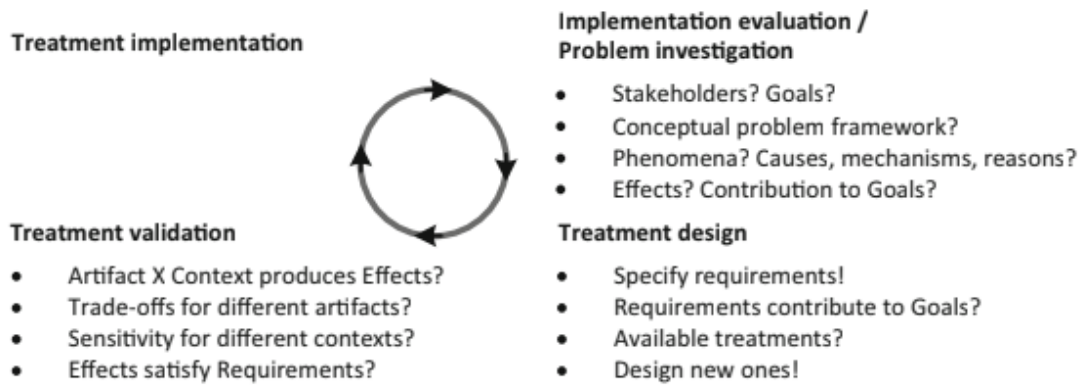 Treatment implementation
Implementation evaluation /
Problem investigation
• Stakeholders? Goals?
• Conceptual problem framework?
• Phenomena? Causes, mechanisms, reasons?
• Effects? Contribution to Goals?
Treatment validation
• Artifact X Context produces Effects?
• Trade-offs for different artifacts?
• Sensitivity for different contexts?
• Effects satisfy Requirements?
Treatment design
• Specify requirements!
• Requirements contribute to Goals?
• Available treatments?
• Design new ones!